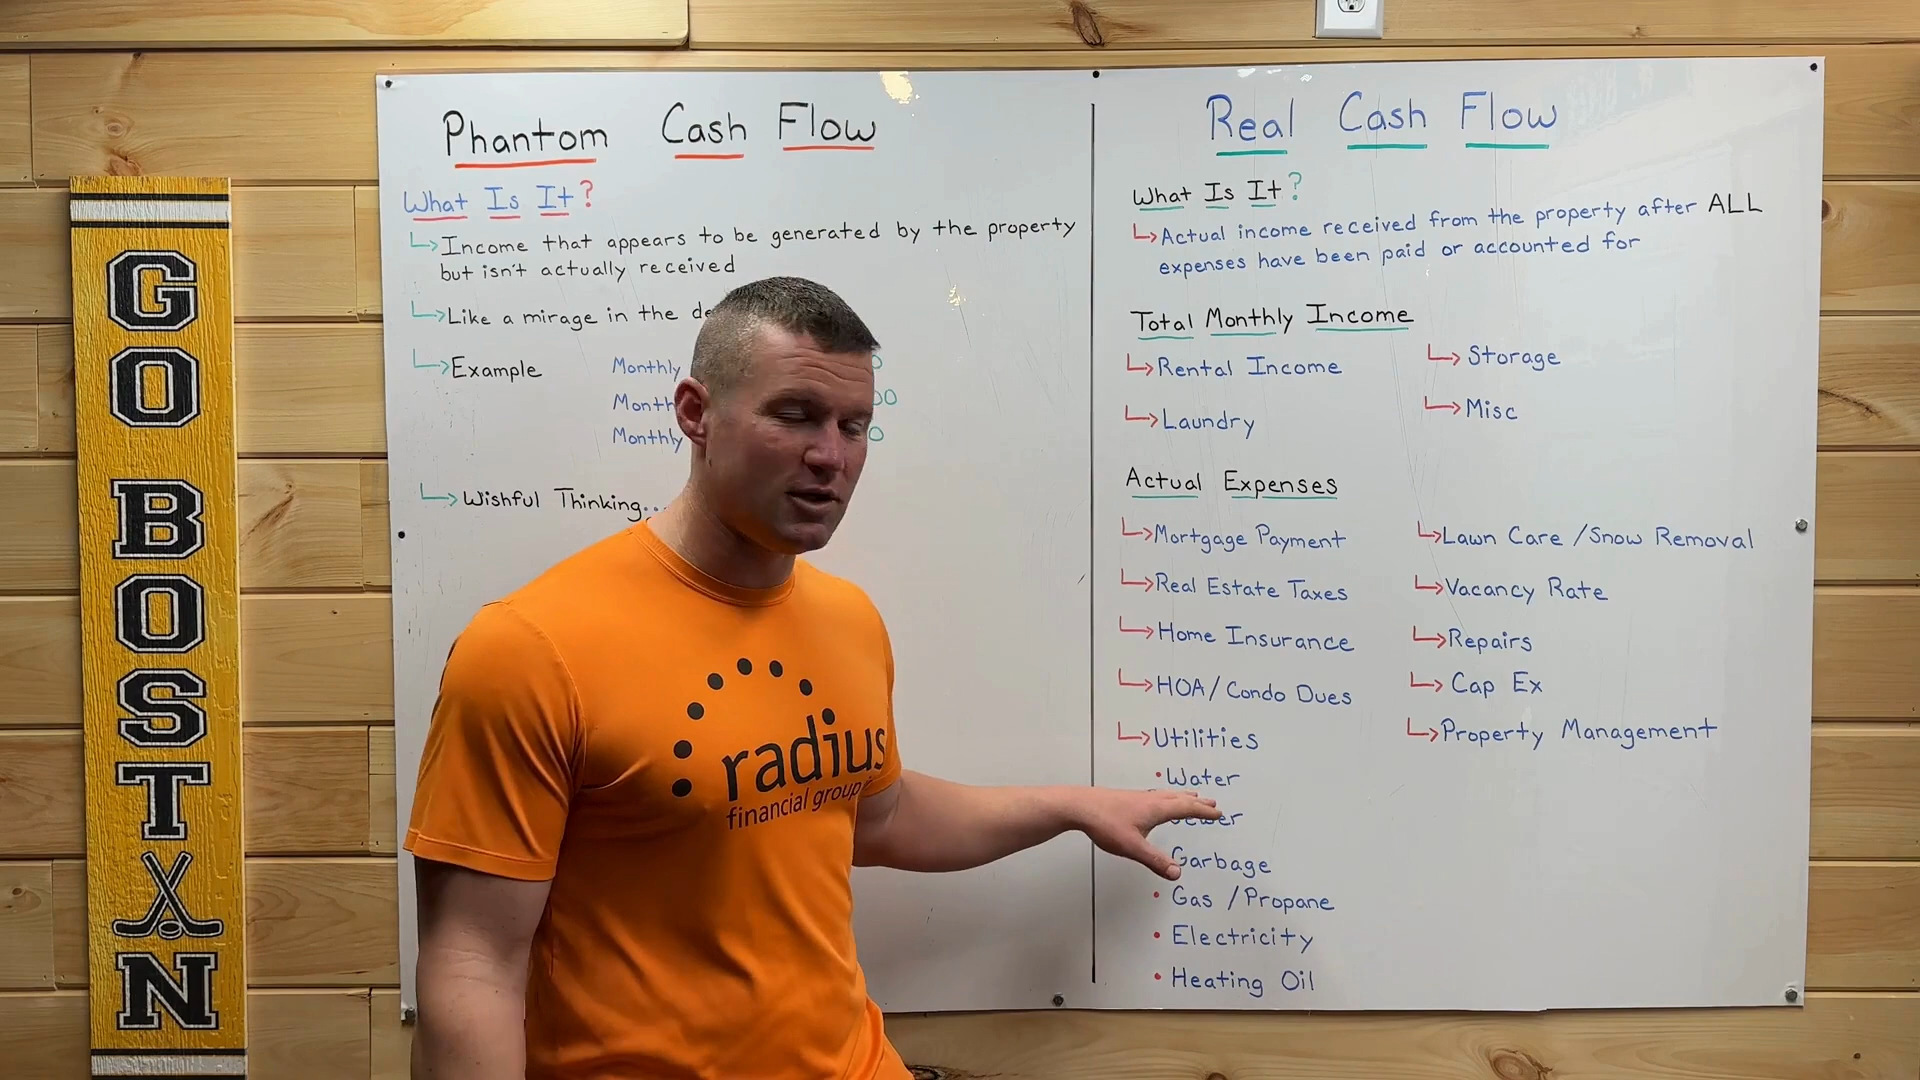 GO BOSTON
Phantom Cash Flow
What Is It?
Income that appears to be generated by the property
but isn't actually received
Like a mirage in the
Example
Monthly
Monthly
Wishful Thinking...
Real Cash Flow
What Is It?
Actual income received from the property after ALL
expenses have been paid or accounted for
Total Monthly Income
Rental Income
Laundry
Storage
Misc
Actual Expenses
Mortgage Payment
Real Estate Taxes
Home Insurance
HOA/Condo Dues
Utilities
• Water
Sewer
Garbage
• Gas /Propane
• Electricity
• Heating Oil
Lawn Care /Snow Removal
Vacancy Rate
Repairs
Cap Ex
Property Management
radius
financial group